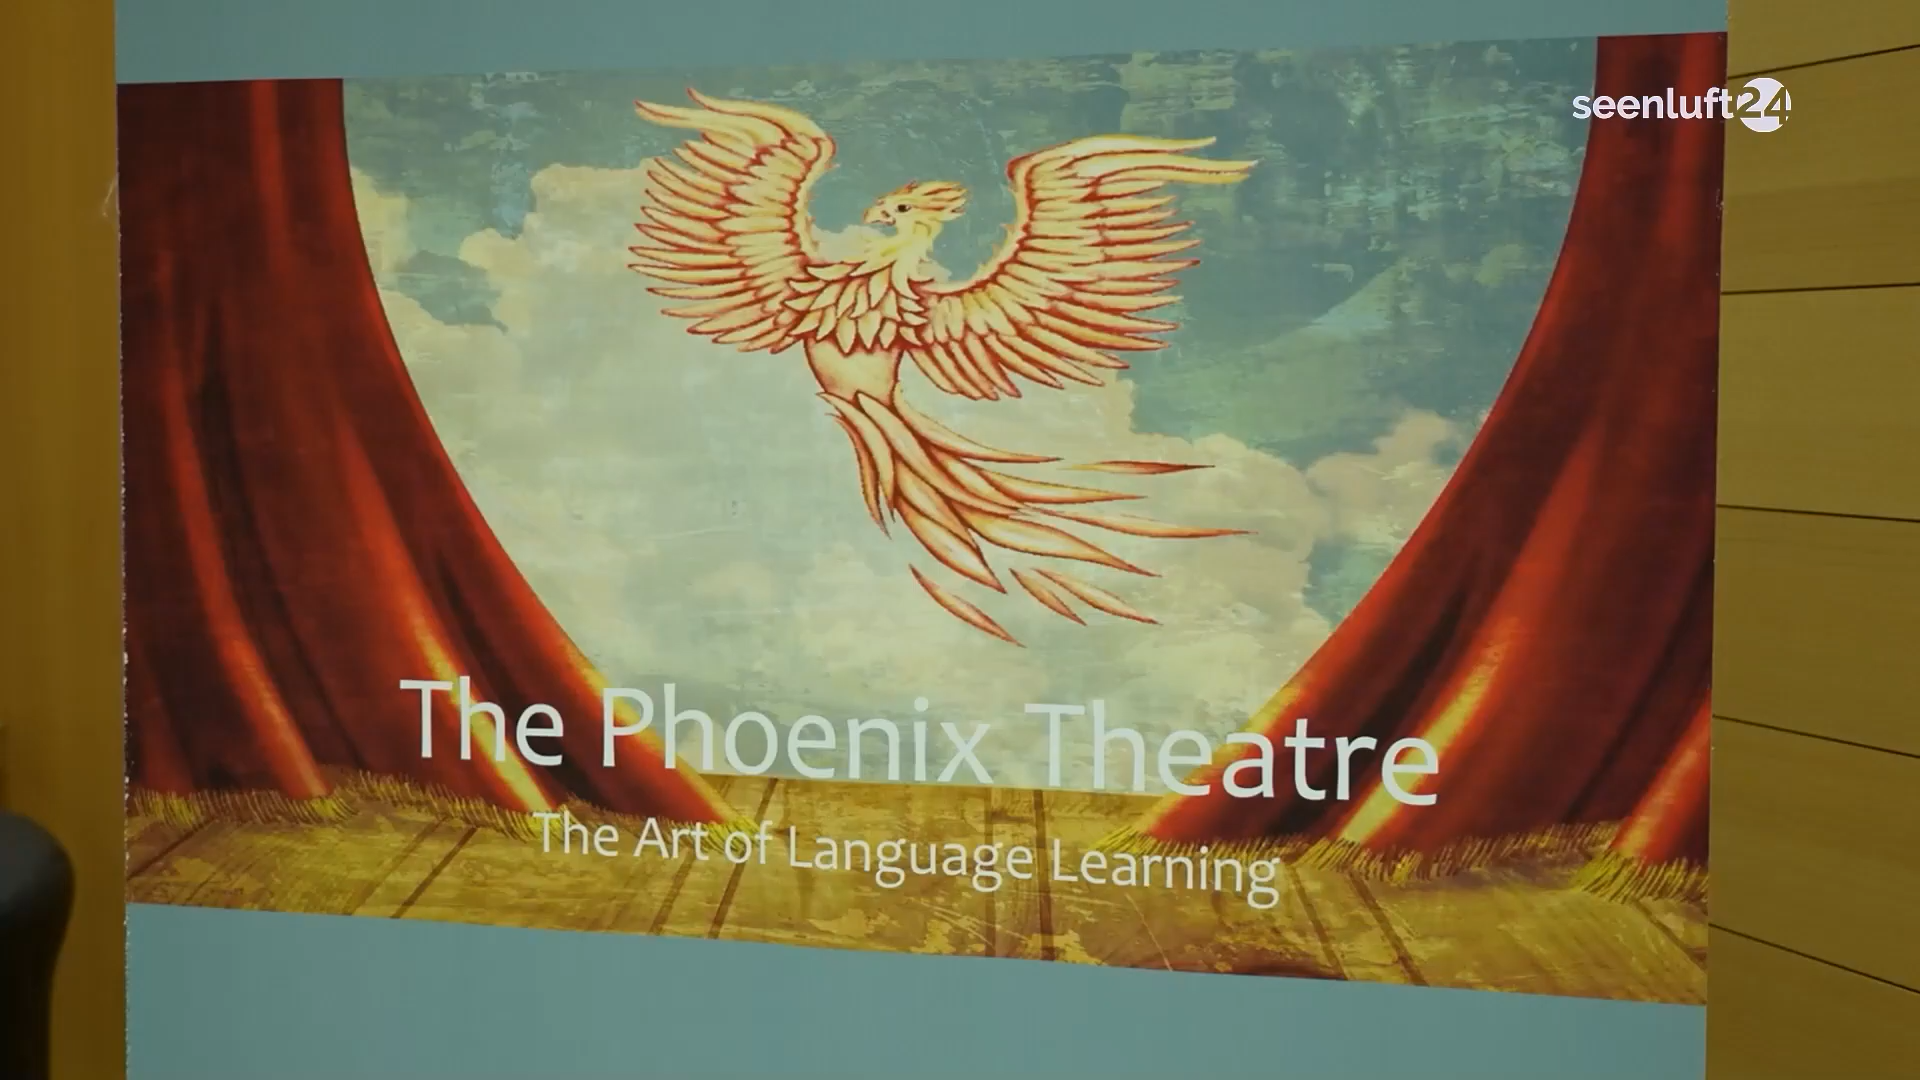 seenluft24
The Phoenix Theatre
The Art of Language Learning